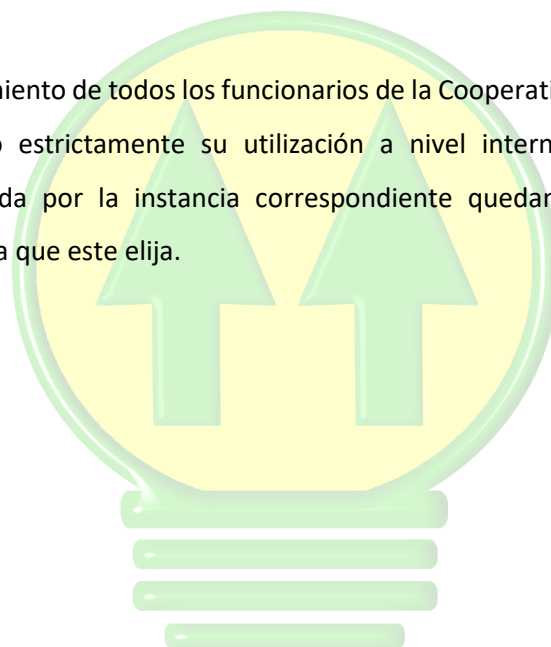 miento de todos los funcionarios de la Cooperati
o estrictamente su utilización a nivel intern
da por la instancia correspondiente quedan
a que este elija.